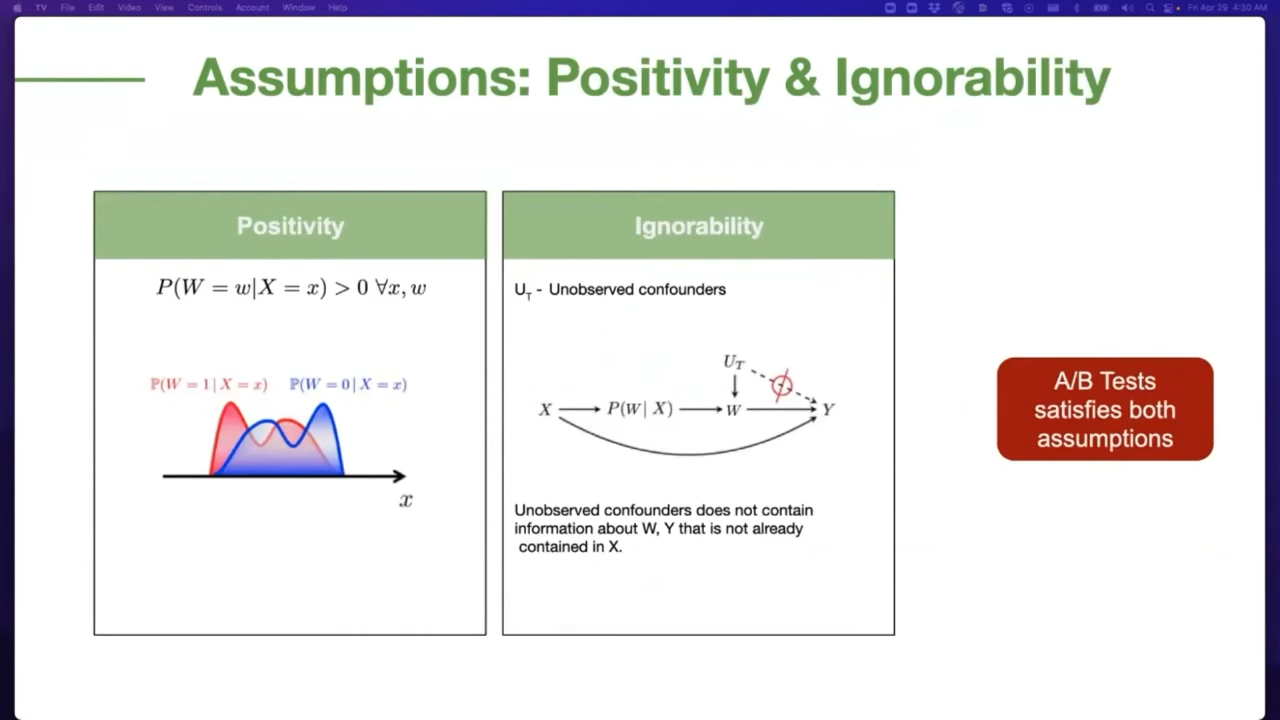 TV File Edit Video View Controls Account Window Help
Fri Apr 29 4:30 AM
Assumptions: Positivity & Ignorability
Positivity
P(W = w|X = x) > 0 ∀x, w
ℙ(W = 1 | X = x) ℙ(W = 0 | X = x)
x
Ignorability
U_T - Unobserved confounders
U_T
X P(W | X) W Y
Unobserved confounders does not contain
information about W, Y that is not already
contained in X.
A/B Tests
satisfies both
assumptions